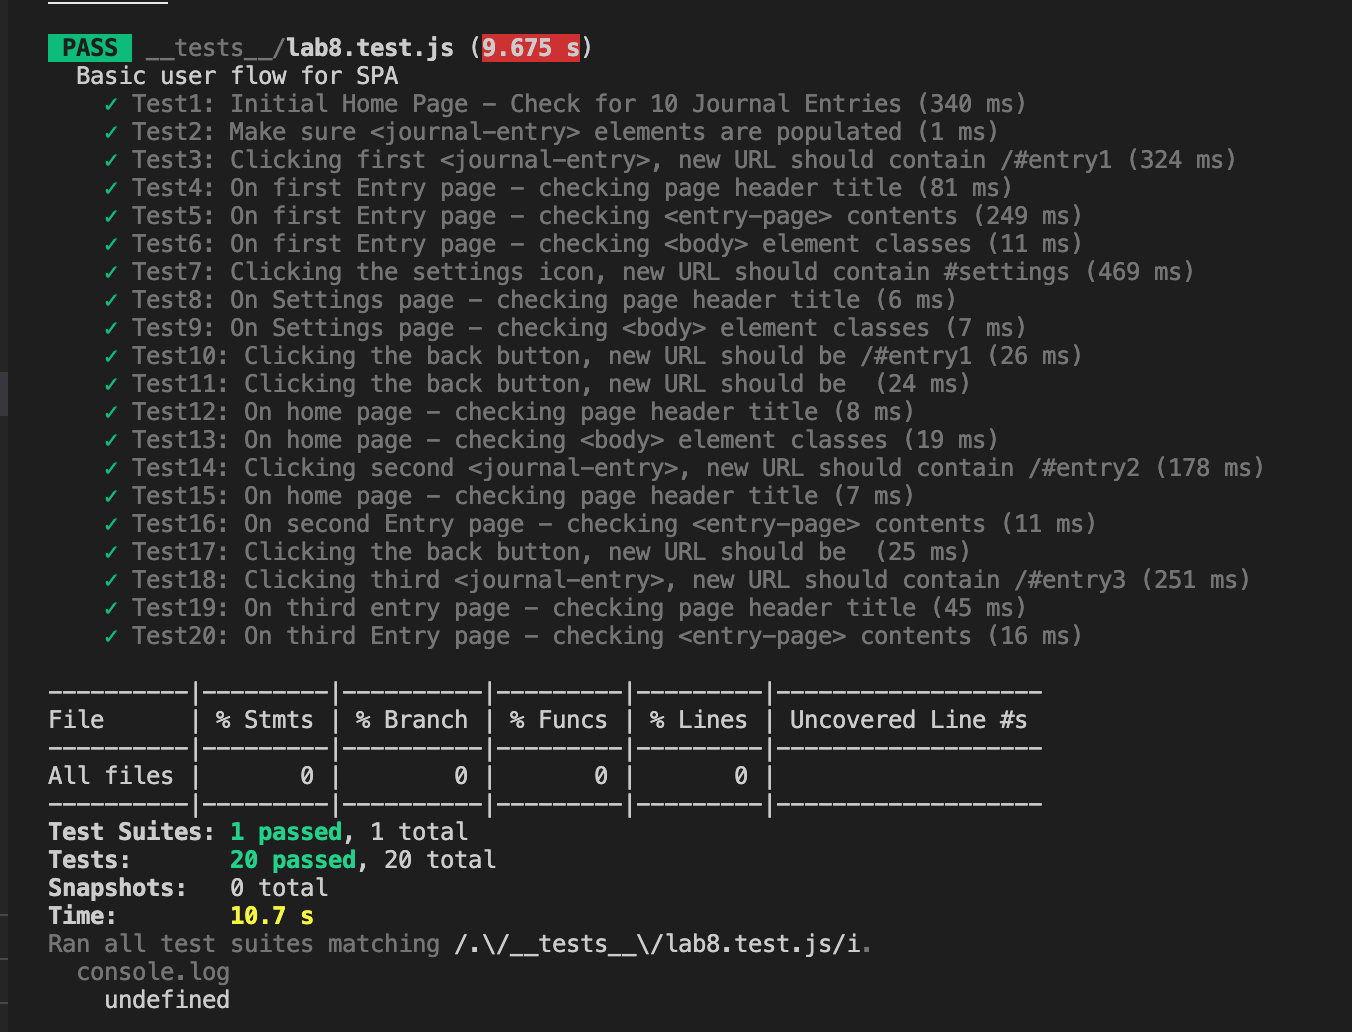 PASS __tests__/lab8.test.js (9.675 s)
Basic user flow for SPA
✓ Test1: Initial Home Page - Check for 10 Journal Entries (340 ms)
✓ Test2: Make sure <journal-entry> elements are populated (1 ms)
✓ Test3: Clicking first <journal-entry>, new URL should contain /#entry1 (324 ms)
✓ Test4: On first Entry page - checking page header title (81 ms)
✓ Test5: On first Entry page - checking <entry-page> contents (249 ms)
✓ Test6: On first Entry page - checking <body> element classes (11 ms)
✓ Test7: Clicking the settings icon, new URL should contain #settings (469 ms)
✓ Test8: On Settings page - checking page header title (6 ms)
✓ Test9: On Settings page - checking <body> element classes (7 ms)
✓ Test10: Clicking the back button, new URL should be /#entry1 (26 ms)
✓ Test11: Clicking the back button, new URL should be  (24 ms)
✓ Test12: On home page - checking page header title (8 ms)
✓ Test13: On home page - checking <body> element classes (19 ms)
✓ Test14: Clicking second <journal-entry>, new URL should contain /#entry2 (178 ms)
✓ Test15: On home page - checking page header title (7 ms)
✓ Test16: On second Entry page - checking <entry-page> contents (11 ms)
✓ Test17: Clicking the back button, new URL should be  (25 ms)
✓ Test18: Clicking third <journal-entry>, new URL should contain /#entry3 (251 ms)
✓ Test19: On third entry page - checking page header title (45 ms)
✓ Test20: On third Entry page - checking <entry-page> contents (16 ms)
----------|---------|----------|---------|---------|-------------------
File      | % Stmts | % Branch | % Funcs | % Lines | Uncovered Line #s
----------|---------|----------|---------|---------|-------------------
All files |       0 |        0 |       0 |       0 |
----------|---------|----------|---------|---------|-------------------
Test Suites: 1 passed, 1 total
Tests:       20 passed, 20 total
Snapshots:   0 total
Time:        10.7 s
Ran all test suites matching /.\/__tests__\/lab8.test.js/i.
console.log
undefined